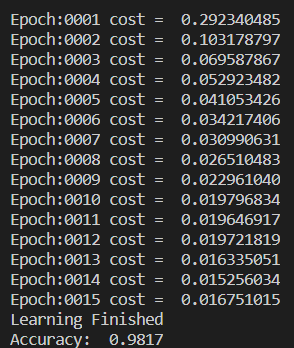 Epoch:0001 cost =  0.292340485
Epoch:0002 cost =  0.103178797
Epoch:0003 cost =  0.069587867
Epoch:0004 cost =  0.052923482
Epoch:0005 cost =  0.041053426
Epoch:0006 cost =  0.034217406
Epoch:0007 cost =  0.030990631
Epoch:0008 cost =  0.026510483
Epoch:0009 cost =  0.022961040
Epoch:0010 cost =  0.019796834
Epoch:0011 cost =  0.019646917
Epoch:0012 cost =  0.019721819
Epoch:0013 cost =  0.016335051
Epoch:0014 cost =  0.015256034
Epoch:0015 cost =  0.016751015
Learning Finished
Accuracy:  0.9817